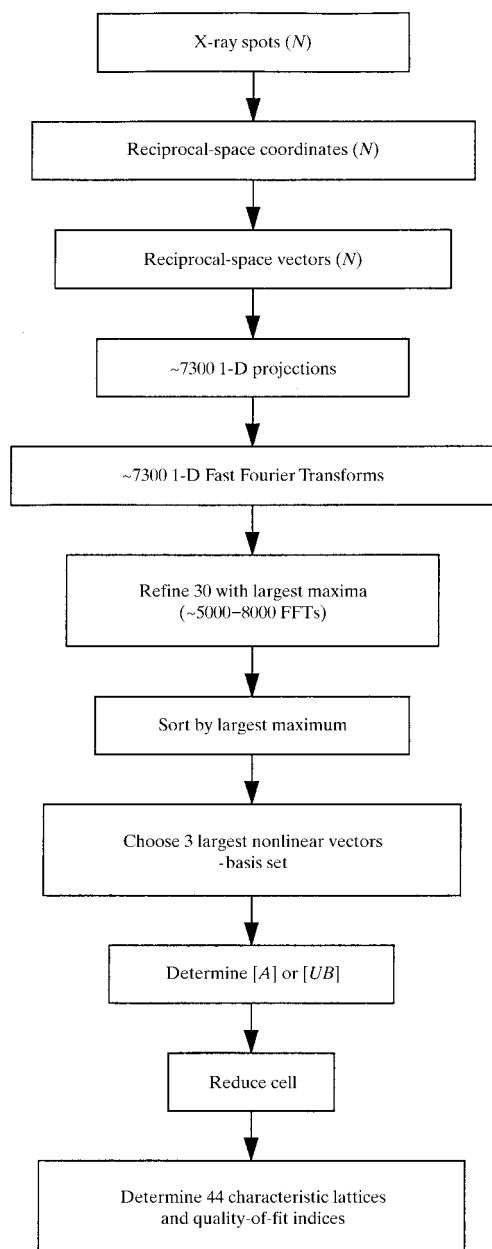 X-ray spots (N)
Reciprocal-space coordinates (N)
Reciprocal-space vectors (N)
~7300 1-D projections
~7300 1-D Fast Fourier Transforms
Refine 30 with largest maxima
(~5000−8000 FFTs)
Sort by largest maximum
Choose 3 largest nonlinear vectors
-basis set
Determine [A] or [UB]
Reduce cell
Determine 44 characteristic lattices
and quality-of-fit indices